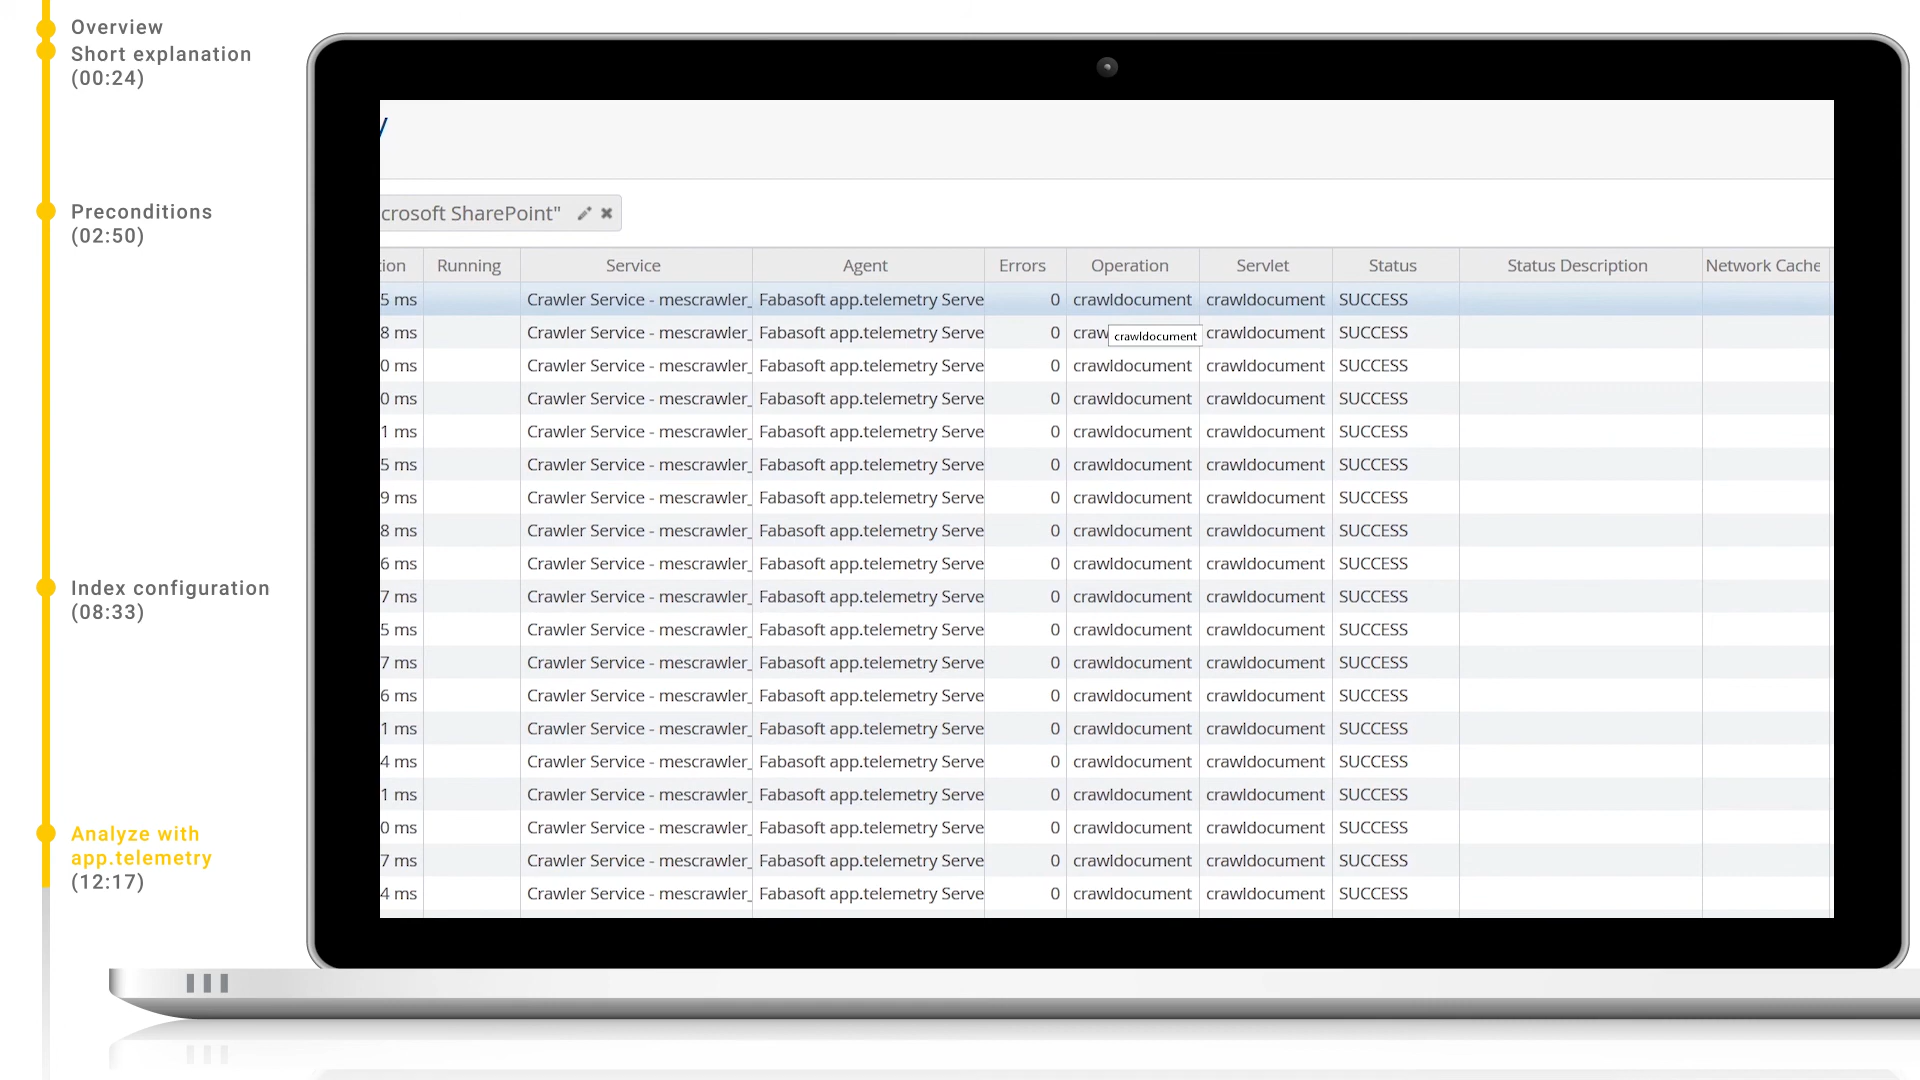 Overview
Short explanation
(00:24)
Preconditions
(02:50)
Index configuration
(08:33)
Analyze with
app.telemetry
(12:17)
crosoft SharePoint"
ion Running Service Agent Errors Operation Servlet Status Status Description Network Cache
5 ms Crawler Service - mescrawler_ Fabasoft app.telemetry Serve 0 crawldocument crawldocument SUCCESS
8 ms Crawler Service - mescrawler_ Fabasoft app.telemetry Serve 0 craw crawldocument crawldocument SUCCESS
0 ms Crawler Service - mescrawler_ Fabasoft app.telemetry Serve 0 crawldocument crawldocument SUCCESS
0 ms Crawler Service - mescrawler_ Fabasoft app.telemetry Serve 0 crawldocument crawldocument SUCCESS
1 ms Crawler Service - mescrawler_ Fabasoft app.telemetry Serve 0 crawldocument crawldocument SUCCESS
5 ms Crawler Service - mescrawler_ Fabasoft app.telemetry Serve 0 crawldocument crawldocument SUCCESS
9 ms Crawler Service - mescrawler_ Fabasoft app.telemetry Serve 0 crawldocument crawldocument SUCCESS
8 ms Crawler Service - mescrawler_ Fabasoft app.telemetry Serve 0 crawldocument crawldocument SUCCESS
6 ms Crawler Service - mescrawler_ Fabasoft app.telemetry Serve 0 crawldocument crawldocument SUCCESS
7 ms Crawler Service - mescrawler_ Fabasoft app.telemetry Serve 0 crawldocument crawldocument SUCCESS
5 ms Crawler Service - mescrawler_ Fabasoft app.telemetry Serve 0 crawldocument crawldocument SUCCESS
7 ms Crawler Service - mescrawler_ Fabasoft app.telemetry Serve 0 crawldocument crawldocument SUCCESS
6 ms Crawler Service - mescrawler_ Fabasoft app.telemetry Serve 0 crawldocument crawldocument SUCCESS
1 ms Crawler Service - mescrawler_ Fabasoft app.telemetry Serve 0 crawldocument crawldocument SUCCESS
4 ms Crawler Service - mescrawler_ Fabasoft app.telemetry Serve 0 crawldocument crawldocument SUCCESS
1 ms Crawler Service - mescrawler_ Fabasoft app.telemetry Serve 0 crawldocument crawldocument SUCCESS
0 ms Crawler Service - mescrawler_ Fabasoft app.telemetry Serve 0 crawldocument crawldocument SUCCESS
7 ms Crawler Service - mescrawler_ Fabasoft app.telemetry Serve 0 crawldocument crawldocument SUCCESS
4 ms Crawler Service - mescrawler_ Fabasoft app.telemetry Serve 0 crawldocument crawldocument SUCCESS